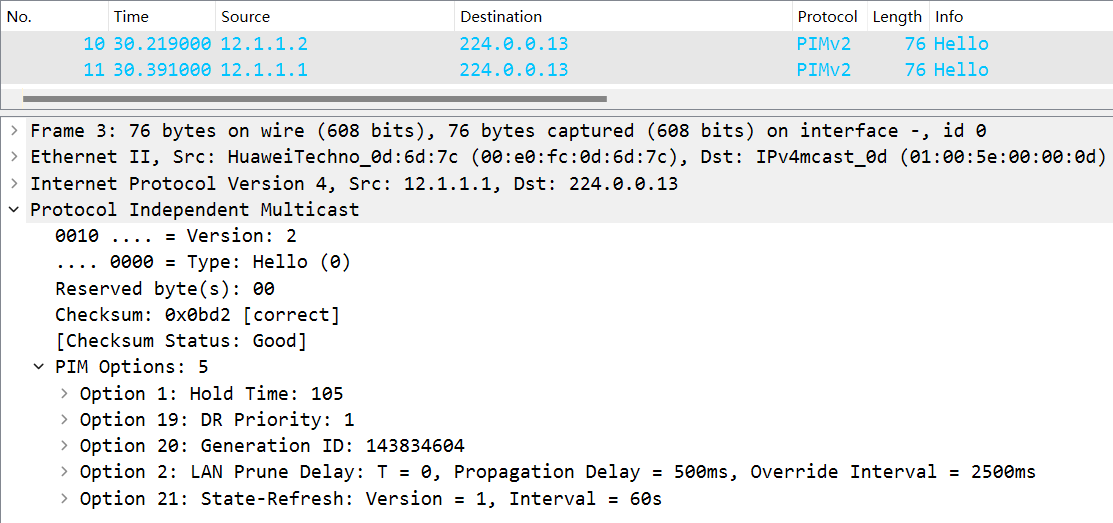 No. Time Source Destination Protocol Length Info
10 30.219000 12.1.1.2 224.0.0.13 PIMv2 76 Hello
11 30.391000 12.1.1.1 224.0.0.13 PIMv2 76 Hello
Frame 3: 76 bytes on wire (608 bits), 76 bytes captured (608 bits) on interface -, id 0
Ethernet II, Src: HuaweiTechno_0d:6d:7c (00:e0:fc:0d:6d:7c), Dst: IPv4mcast_0d (01:00:5e:00:00:0d)
Internet Protocol Version 4, Src: 12.1.1.1, Dst: 224.0.0.13
Protocol Independent Multicast
0010 .... = Version: 2
.... 0000 = Type: Hello (0)
Reserved byte(s): 00
Checksum: 0x0bd2 [correct]
[Checksum Status: Good]
PIM Options: 5
Option 1: Hold Time: 105
Option 19: DR Priority: 1
Option 20: Generation ID: 143834604
Option 2: LAN Prune Delay: T = 0, Propagation Delay = 500ms, Override Interval = 2500ms
Option 21: State-Refresh: Version = 1, Interval = 60s